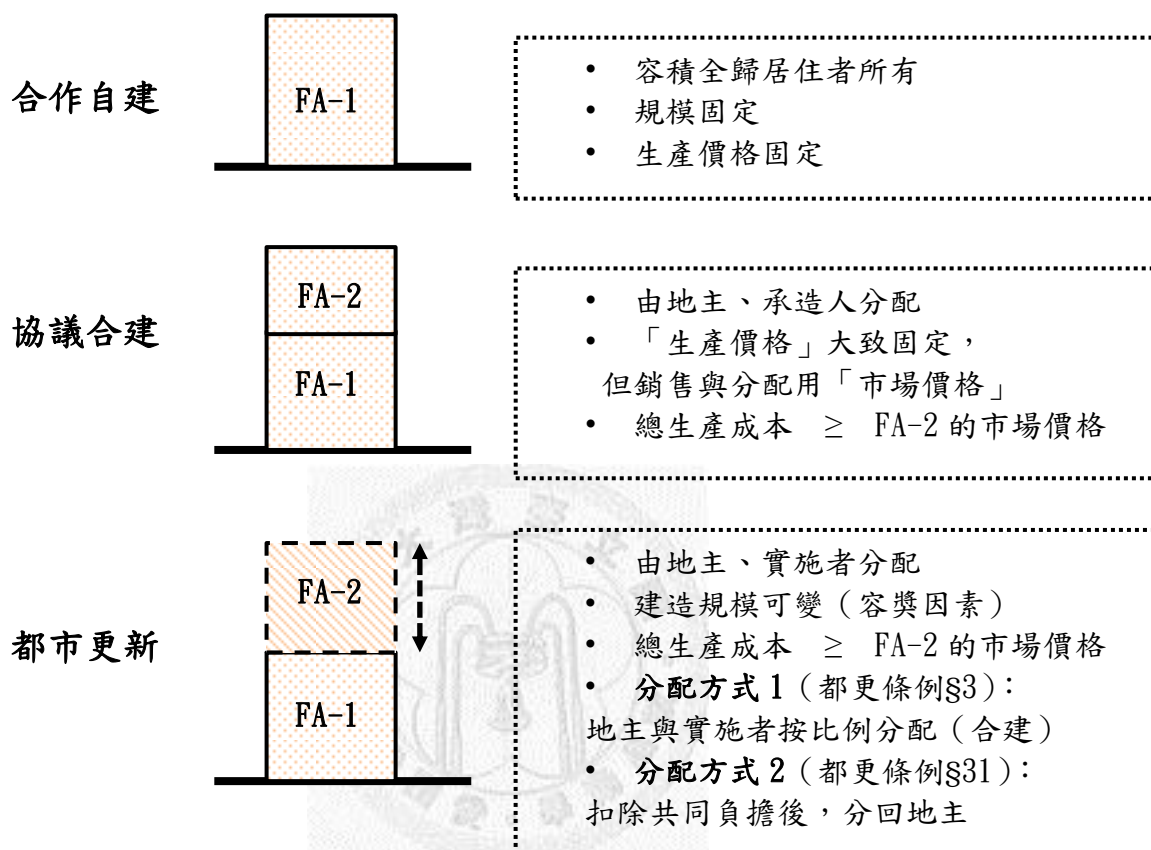 合作自建
FA-1
• 容積全歸居住者所有
• 規模固定
• 生產價格固定
協議合建
FA-2
FA-1
• 由地主、承造人分配
• 「生產價格」大致固定，
但銷售與分配用「市場價格」
• 總生產成本 ≥ FA-2的市場價格
都市更新
FA-2
FA-1
• 由地主、實施者分配
• 建造規模可變（容獎因素）
• 總生產成本 ≥ FA-2的市場價格
• 分配方式1（都更條例§3）：
地主與實施者按比例分配（合建）
• 分配方式2（都更條例§31）：
扣除共同負擔後，分回地主